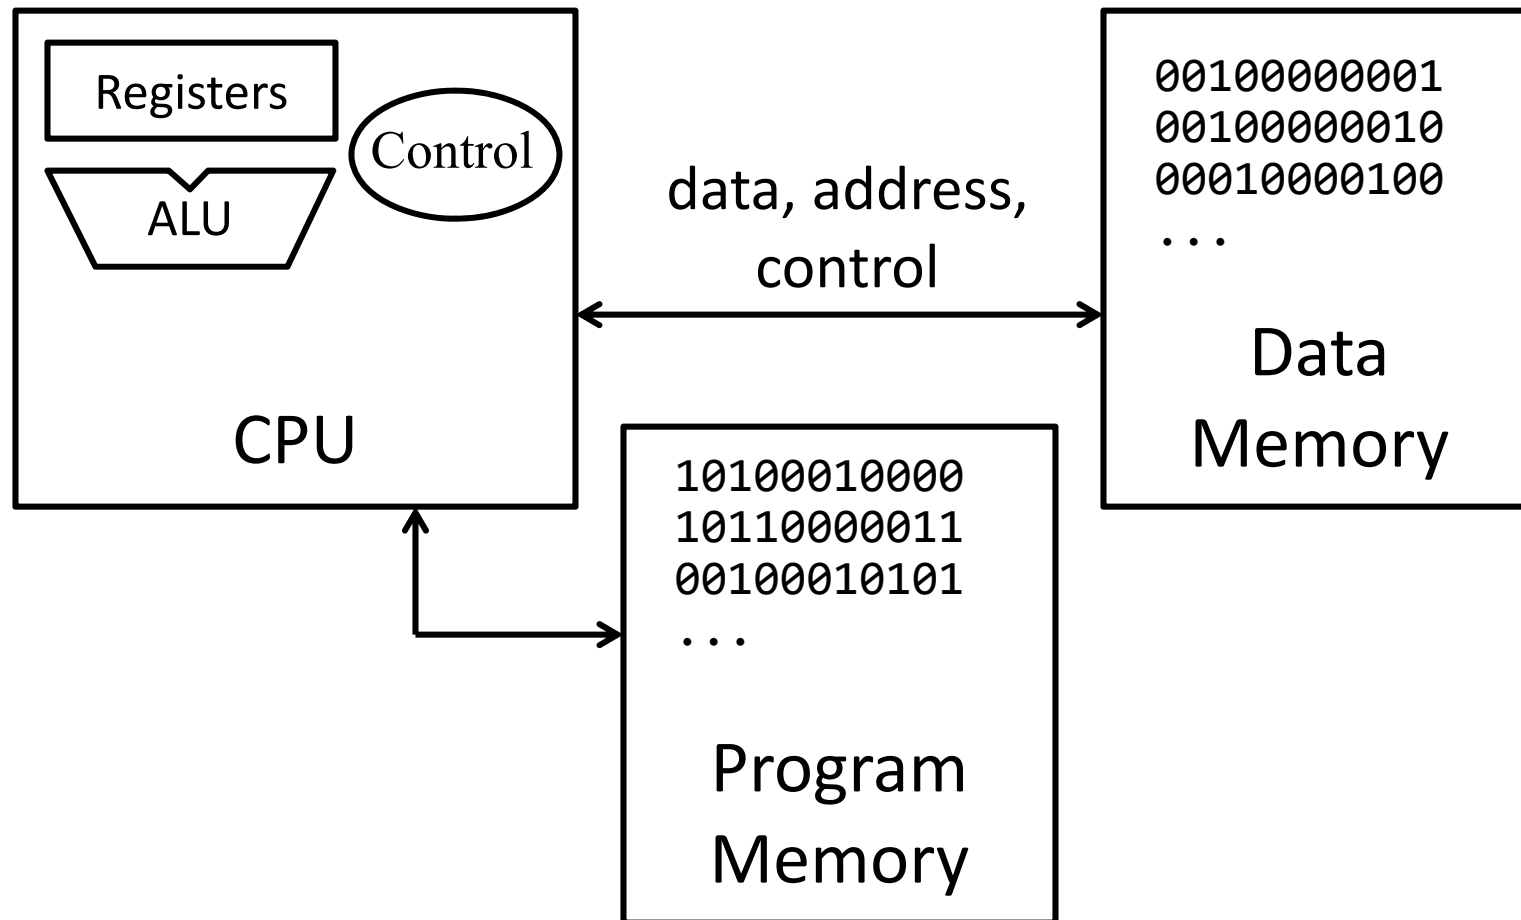 Registers
Control
ALU
CPU
data, address,
control
00100000001
00100000010
00010000100
...
Data
Memory
10100010000
10110000011
00100010101
...
Program
Memory